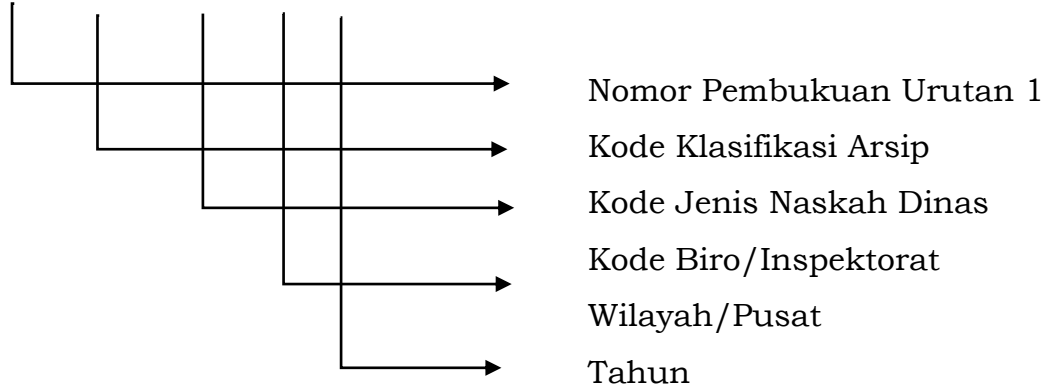 Nomor Pembukuan Urutan 1
Kode Klasifikasi Arsip
Kode Jenis Naskah Dinas
Kode Biro/Inspektorat
Wilayah/Pusat
Tahun